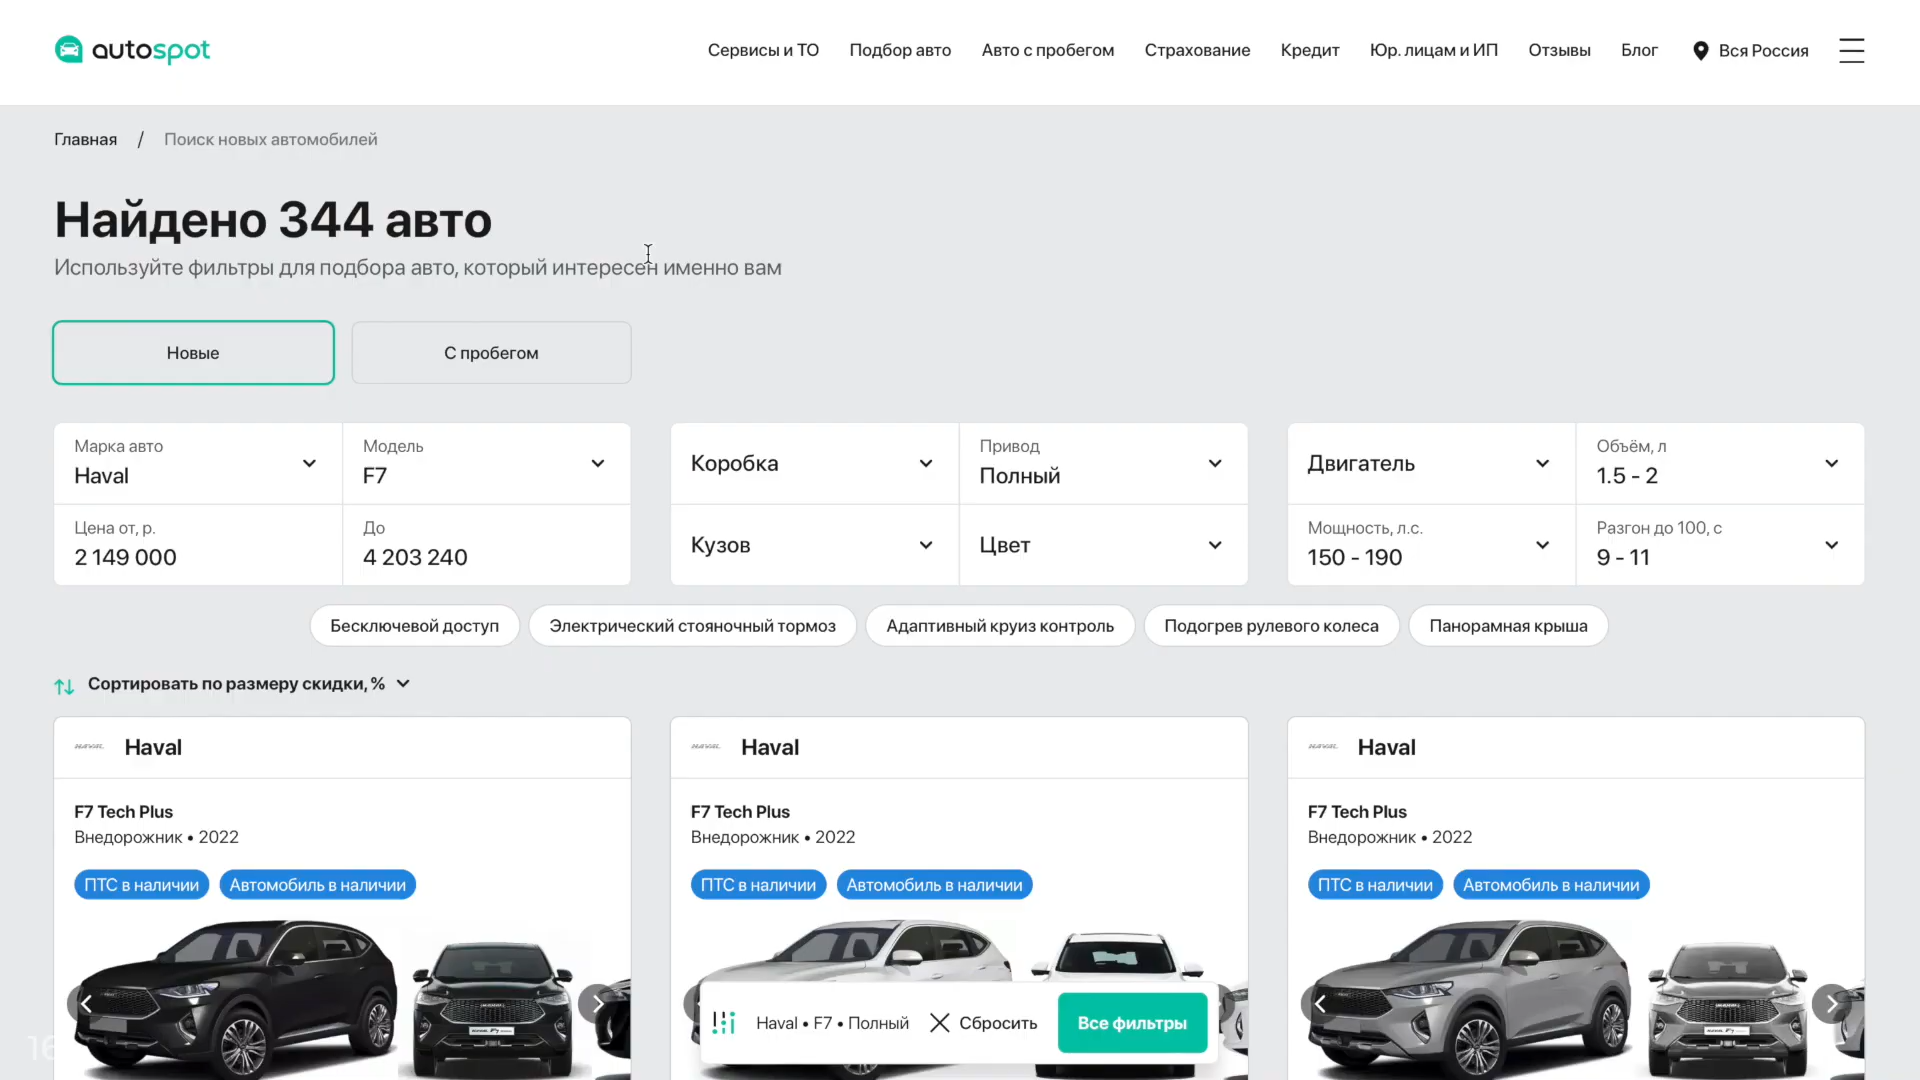 autospot
Сервисы и ТО Подбор авто Авто с пробегом Страхование Кредит Юр. лицам и ИП Отзывы Блог Вся Россия
Главная / Поиск новых автомобилей
Найдено 344 авто
Используйте фильтры для подбора авто, который интересен именно вам
Новые С пробегом
Марка авто Модель Привод Объём, л
Haval F7 Коробка Полный Двигатель 1.5 - 2
Цена от, р. До Мощность, л.с. Разгон до 100, с
2 149 000 4 203 240 Кузов Цвет 150 - 190 9 - 11
Бесключевой доступ Электрический стояночный тормоз Адаптивный круиз контроль Подогрев рулевого колеса Панорамная крыша
Сортировать по размеру скидки, %
HAVAL Haval HAVAL Haval HAVAL Haval
F7 Tech Plus F7 Tech Plus F7 Tech Plus
Внедорожник • 2022 Внедорожник • 2022 Внедорожник • 2022
ПТС в наличии Автомобиль в наличии ПТС в наличии Автомобиль в наличии ПТС в наличии Автомобиль в наличии
Haval • F7 • Полный Сбросить Все фильтры